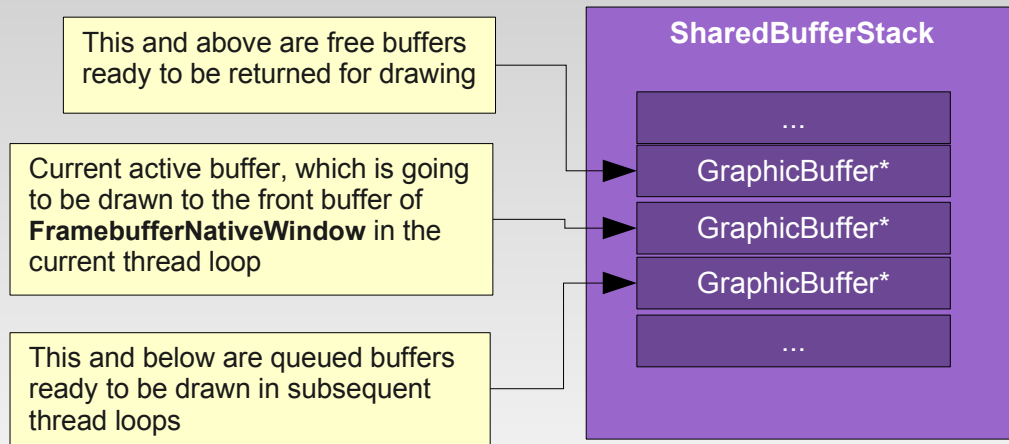 This and above are free buffers
ready to be returned for drawing
Current active buffer, which is going
to be drawn to the front buffer of
FramebufferNativeWindow in the
current thread loop
This and below are queued buffers
ready to be drawn in subsequent
thread loops
SharedBufferStack
...
GraphicBuffer*
GraphicBuffer*
GraphicBuffer*
...